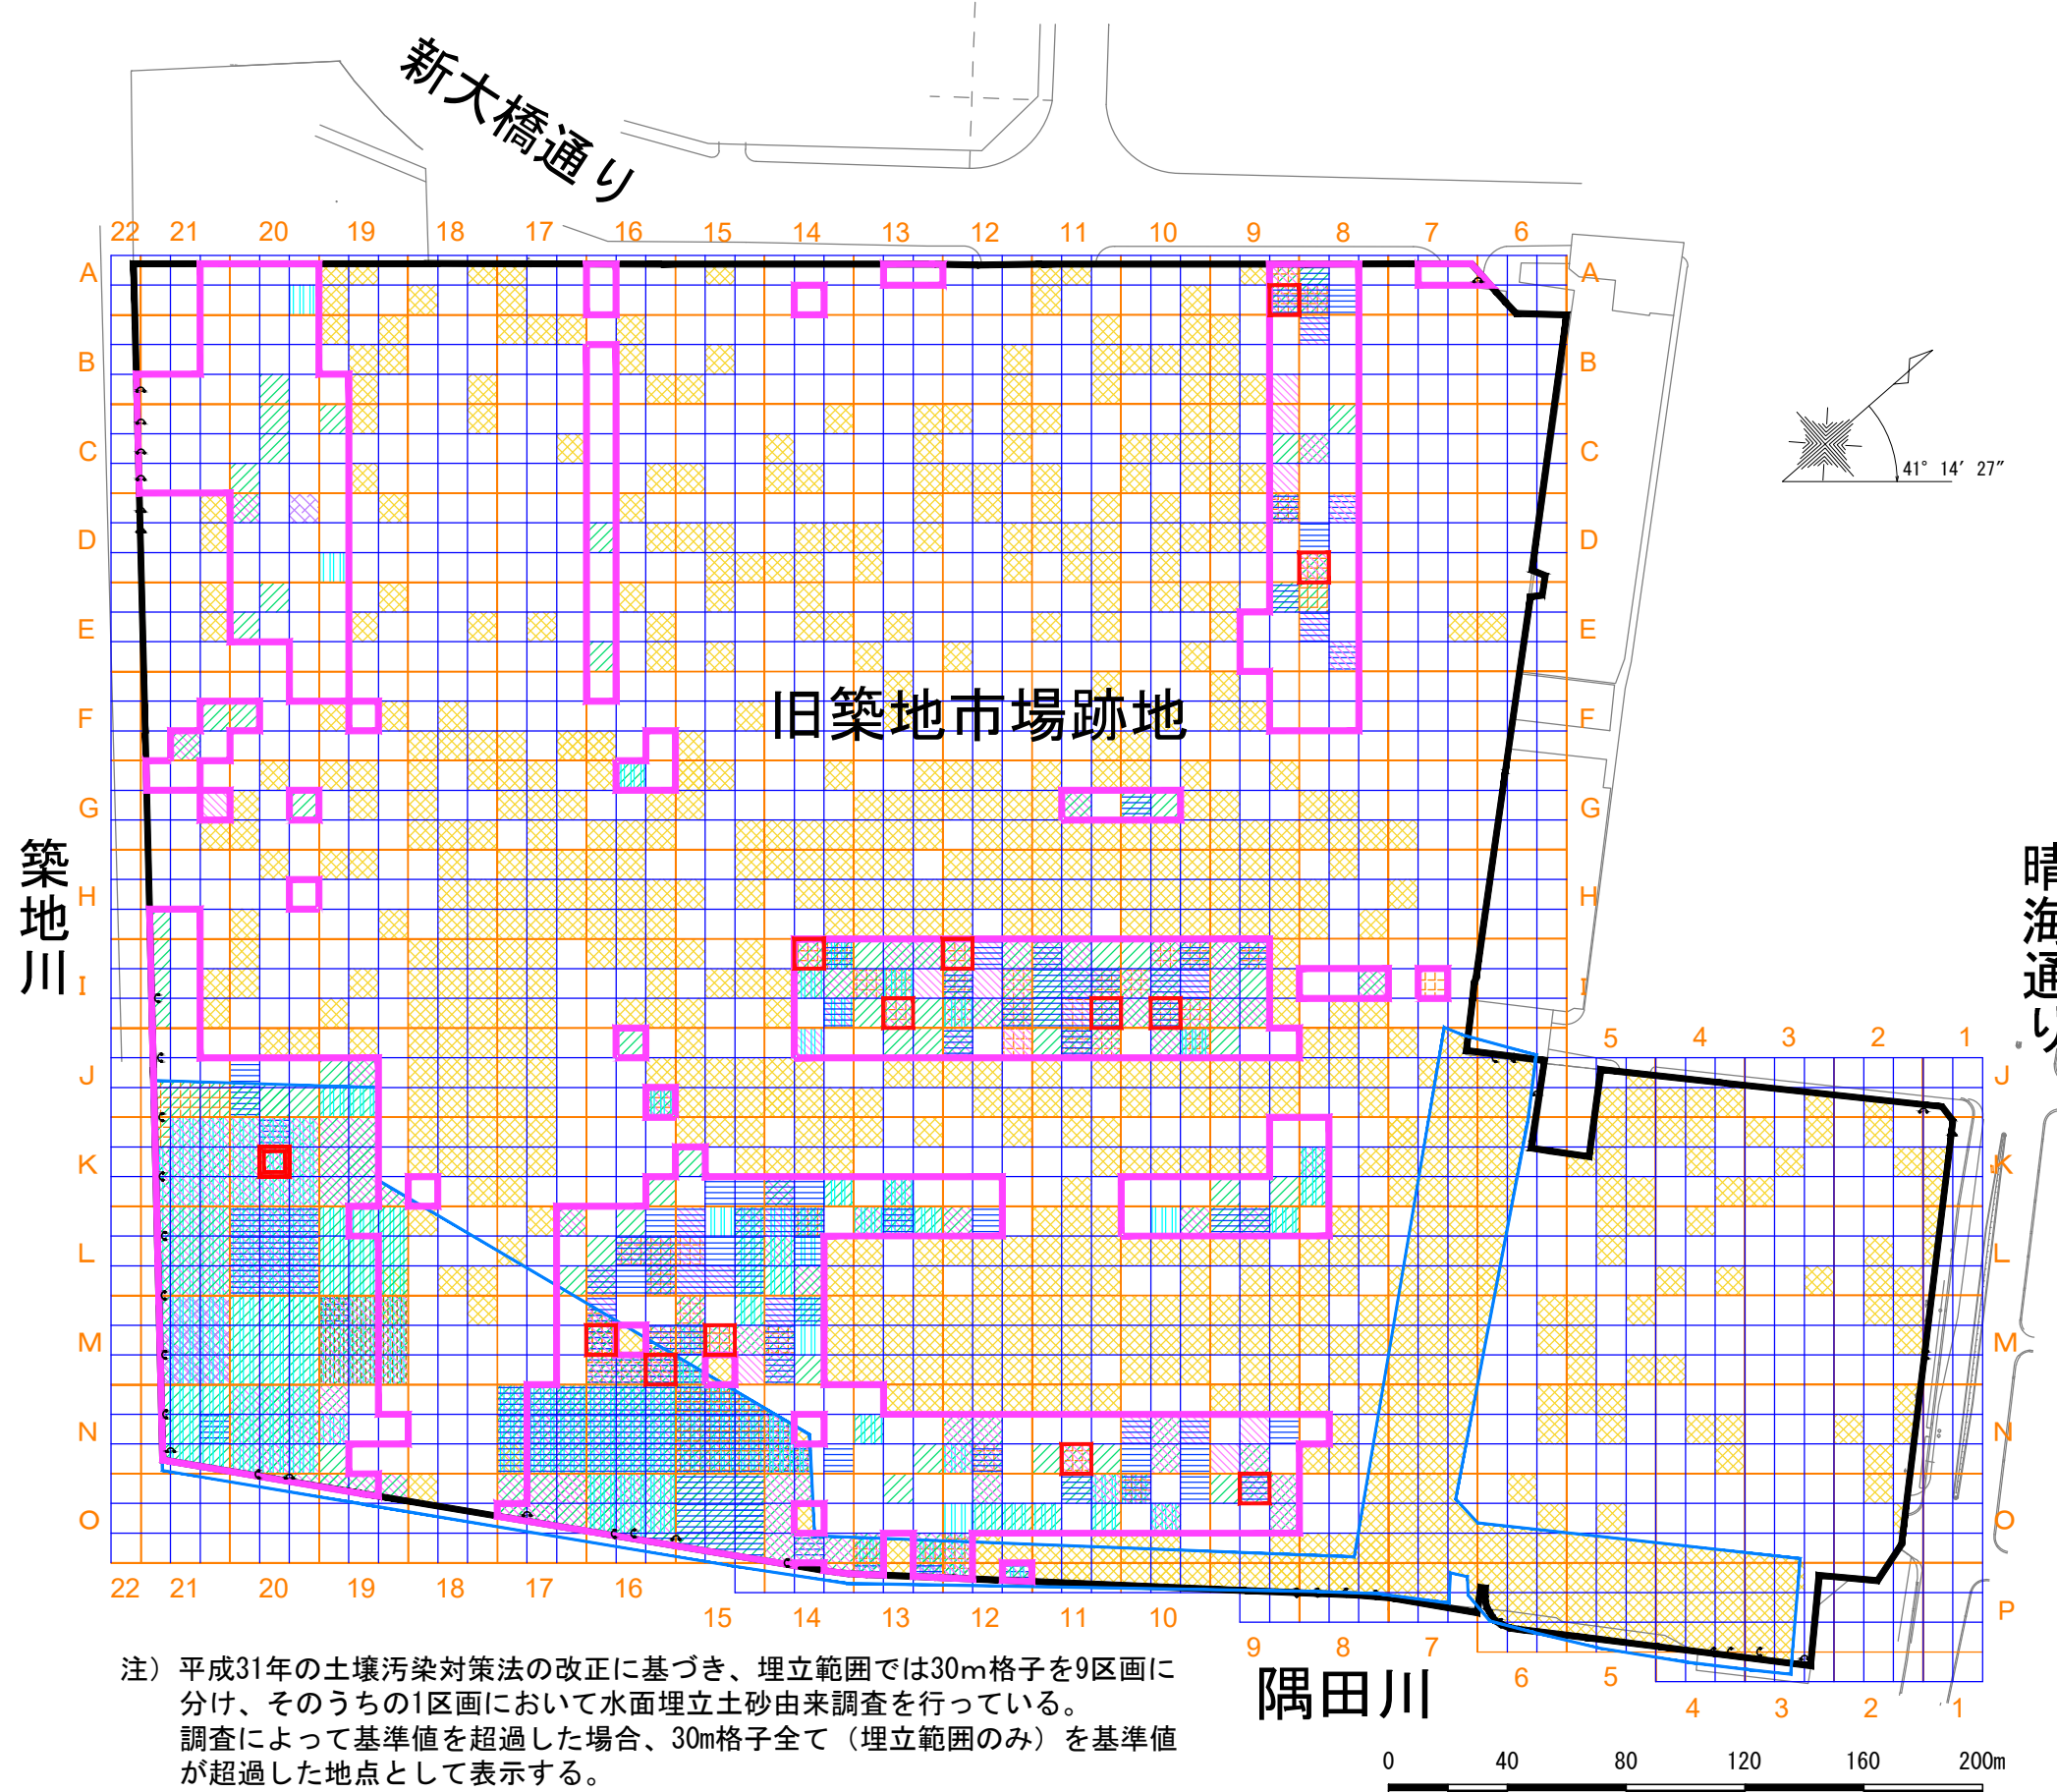 新大橋通り
22 21 20 19 18 17 16 15 14 13 12 11 10 9 8 7 6
A A
B B
C C
41° 14′ 27″
D D
E E
F 旧築地市場跡地 F
G G
築地川
晴海通り
H H
I I
5 4 3 2 1
J J
K K
L L
M M
N N
O O
22 21 20 19 18 17 16 15 14 13 12 11 10 9 8 7 6 5 4 3 2 1
P
隅田川
注）平成31年の土壌汚染対策法の改正に基づき、埋立範囲では30m格子を9区画に
分け、そのうちの1区画において水面埋立土砂由来調査を行っている。
調査によって基準値を超過した場合、30m格子全て（埋立範囲のみ）を基準値
が超過した地点として表示する。
0 40 80 120 160 200m